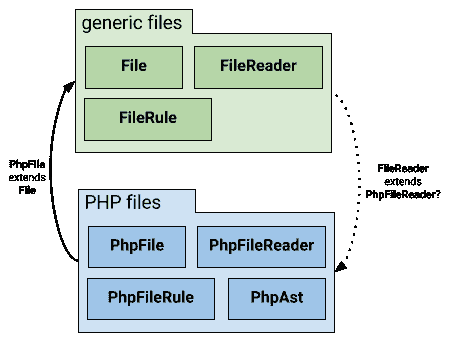 generic files
File
FileReader
FileRule
PhpFile
extends
File
FileReader
extends
PhpFileReader?
PHP files
PhpFile
PhpFileReader
PhpFileRule
PhpAst